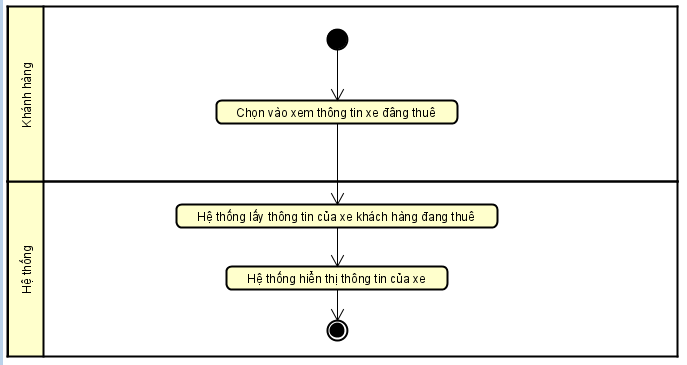 Khánh hàng
Chọn vào xem thông tin xe đâng thuê
Hệ thống
Hệ thống lấy thông tin của xe khách hàng đang thuê
Hệ thống hiển thị thông tin của xe